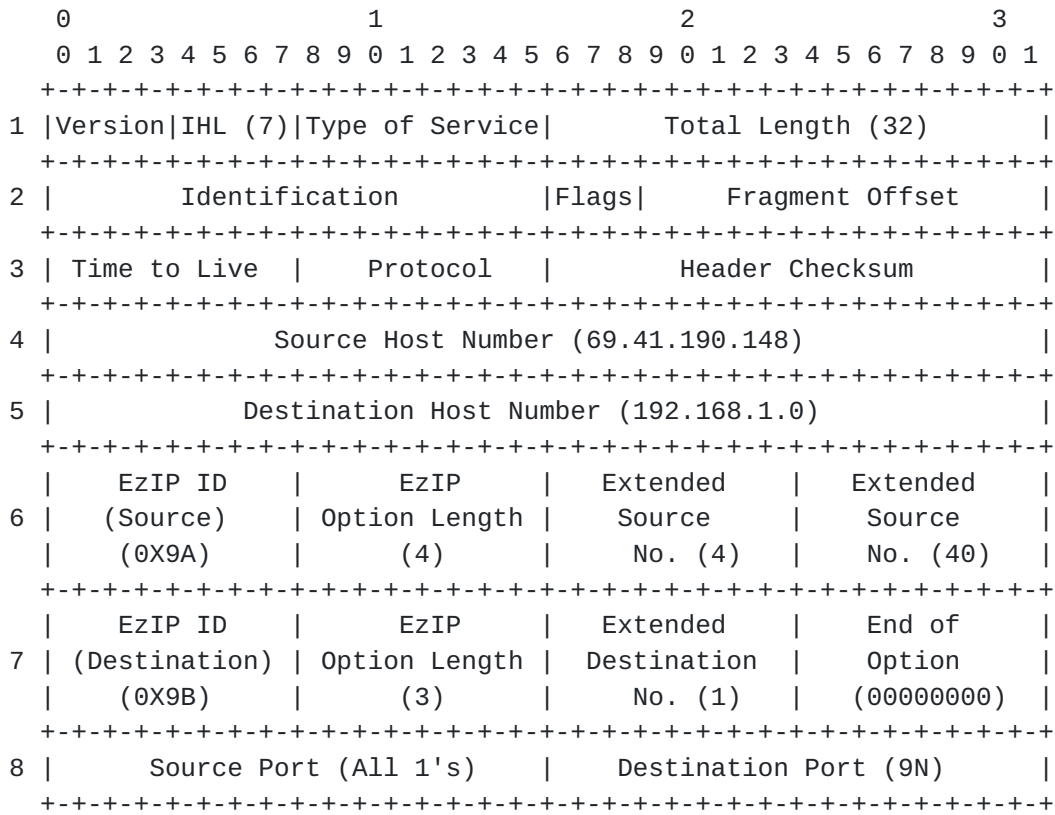 0                   1                   2                   3
    0 1 2 3 4 5 6 7 8 9 0 1 2 3 4 5 6 7 8 9 0 1 2 3 4 5 6 7 8 9 0 1
   +-+-+-+-+-+-+-+-+-+-+-+-+-+-+-+-+-+-+-+-+-+-+-+-+-+-+-+-+-+-+-+-+
 1 |Version|IHL (7)|Type of Service|       Total Length (32)       |
   +-+-+-+-+-+-+-+-+-+-+-+-+-+-+-+-+-+-+-+-+-+-+-+-+-+-+-+-+-+-+-+-+
 2 |        Identification         |Flags|     Fragment Offset     |
   +-+-+-+-+-+-+-+-+-+-+-+-+-+-+-+-+-+-+-+-+-+-+-+-+-+-+-+-+-+-+-+-+
 3 | Time to Live  |    Protocol   |        Header Checksum        |
   +-+-+-+-+-+-+-+-+-+-+-+-+-+-+-+-+-+-+-+-+-+-+-+-+-+-+-+-+-+-+-+-+
 4 |              Source Host Number (69.41.190.148)               |
   +-+-+-+-+-+-+-+-+-+-+-+-+-+-+-+-+-+-+-+-+-+-+-+-+-+-+-+-+-+-+-+-+
 5 |            Destination Host Number (192.168.1.0)              |
   +-+-+-+-+-+-+-+-+-+-+-+-+-+-+-+-+-+-+-+-+-+-+-+-+-+-+-+-+-+-+-+-+
   |    EzIP ID    |      EzIP     |   Extended    |   Extended    |
 6 |   (Source)    | Option Length |    Source     |    Source     |
   |    (0X9A)     |      (4)      |     No. (4)   |    No. (40)   |
   +-+-+-+-+-+-+-+-+-+-+-+-+-+-+-+-+-+-+-+-+-+-+-+-+-+-+-+-+-+-+-+-+
   |    EzIP ID    |      EzIP     |   Extended    |    End of     |
 7 | (Destination) | Option Length |  Destination  |    Option     |
   |    (0X9B)     |      (3)      |     No. (1)   |   (00000000)  |
   +-+-+-+-+-+-+-+-+-+-+-+-+-+-+-+-+-+-+-+-+-+-+-+-+-+-+-+-+-+-+-+-+
 8 |      Source Port (All 1's)    |    Destination Port (9N)      |
   +-+-+-+-+-+-+-+-+-+-+-+-+-+-+-+-+-+-+-+-+-+-+-+-+-+-+-+-+-+-+-+-+